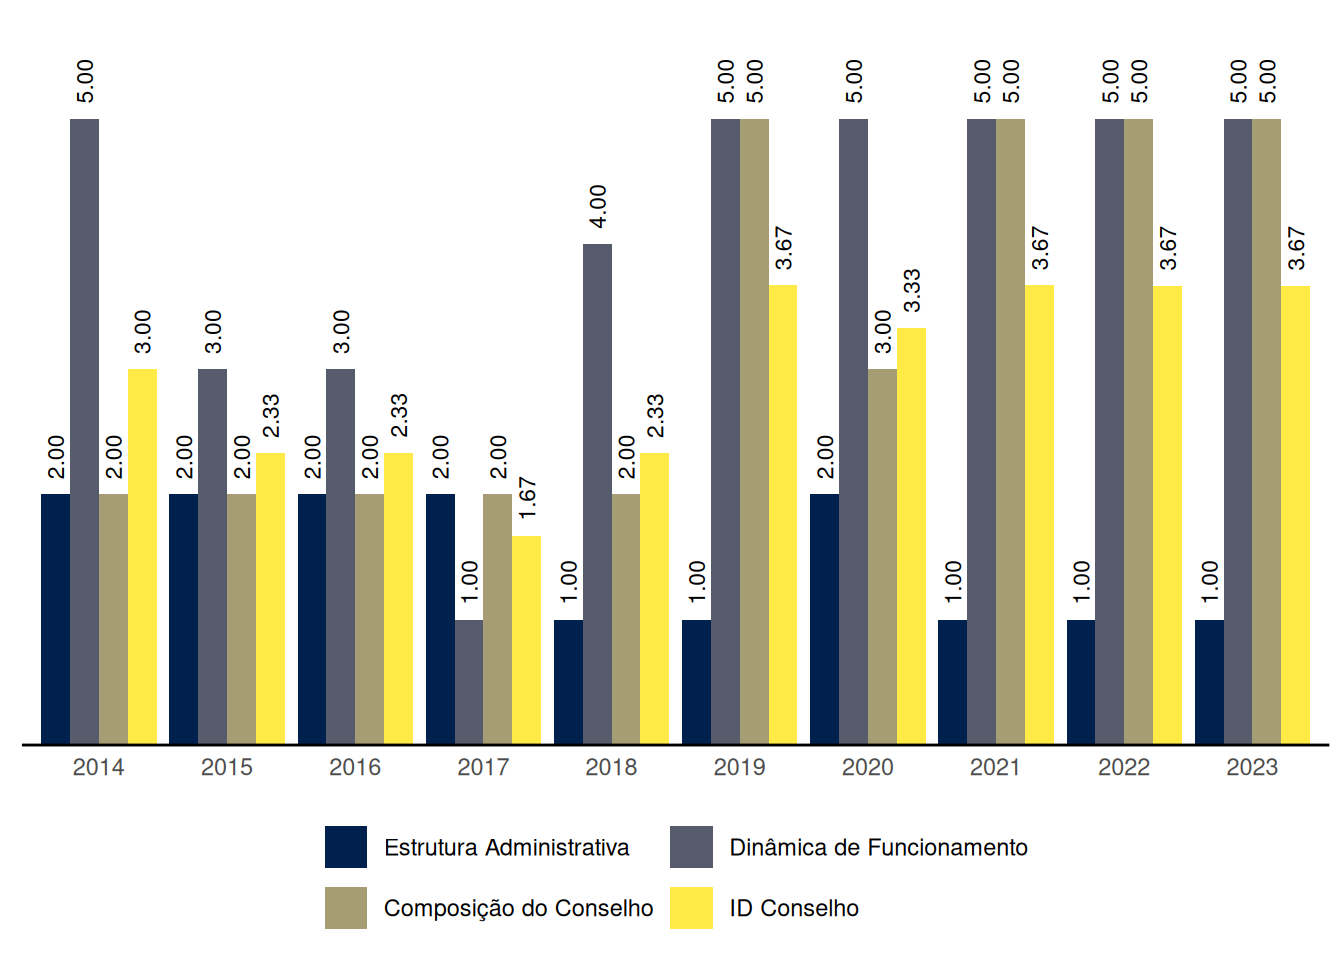 2.00 5.00 2.00 3.00
2.00 3.00 2.00 2.33
2.00 3.00 2.00 2.33
2.00 1.00 2.00 1.67
1.00 4.00 2.00 2.33
1.00 5.00 5.00 3.67
2.00 5.00 3.00 3.33
1.00 5.00 5.00 3.67
1.00 5.00 5.00 3.67
1.00 5.00 5.00 3.67
2014 2015 2016 2017 2018 2019 2020 2021 2022 2023
Estrutura Administrativa Dinâmica de Funcionamento
Composição do Conselho ID Conselho